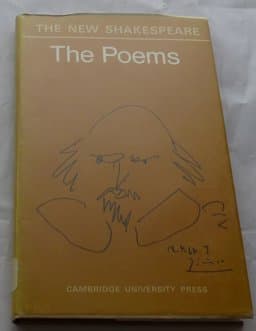 THE NEW SHAKESPEARE
The Poems
CAMBRIDGE UNIVERSITY PRESS